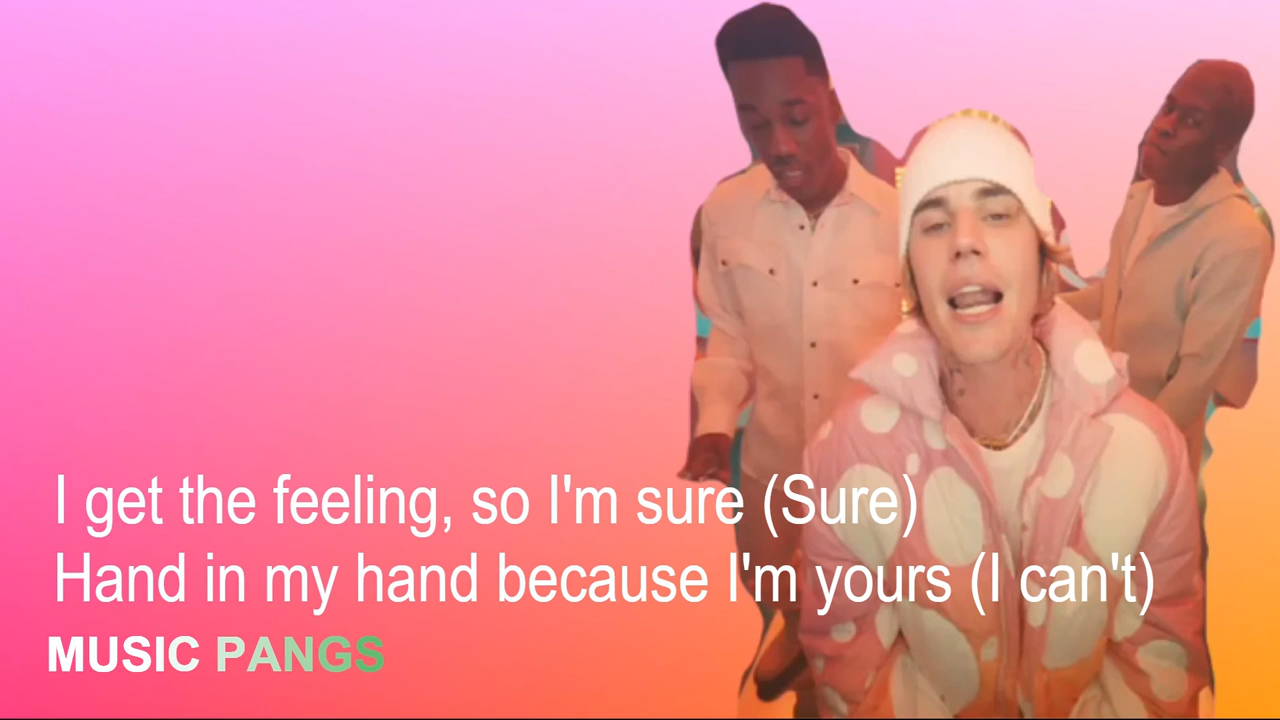 I get the feeling, so I'm sure (Sure)
Hand in my hand because I'm yours (I can't)
MUSIC PANGS